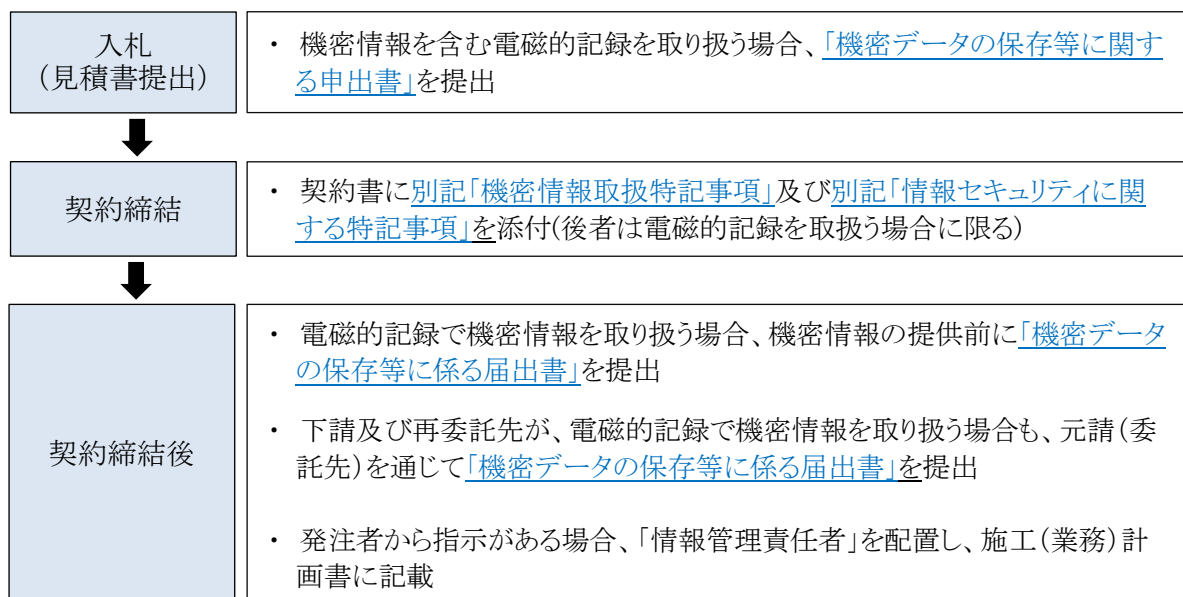 入札
（見積書提出）
・ 機密情報を含む電磁的記録を取り扱う場合、「機密データの保存等に関す
る申出書」を提出
契約締結
・ 契約書に別記「機密情報取扱特記事項」及び別記「情報セキュリティに関
する特記事項」を添付(後者は電磁的記録を取扱う場合に限る)
契約締結後
・ 電磁的記録で機密情報を取り扱う場合、機密情報の提供前に「機密データ
の保存等に係る届出書」を提出
・ 下請及び再委託先が、電磁的記録で機密情報を取り扱う場合も、元請（委
託先）を通じて「機密データの保存等に係る届出書」を提出
・ 発注者から指示がある場合、「情報管理責任者」を配置し、施工（業務）計
画書に記載